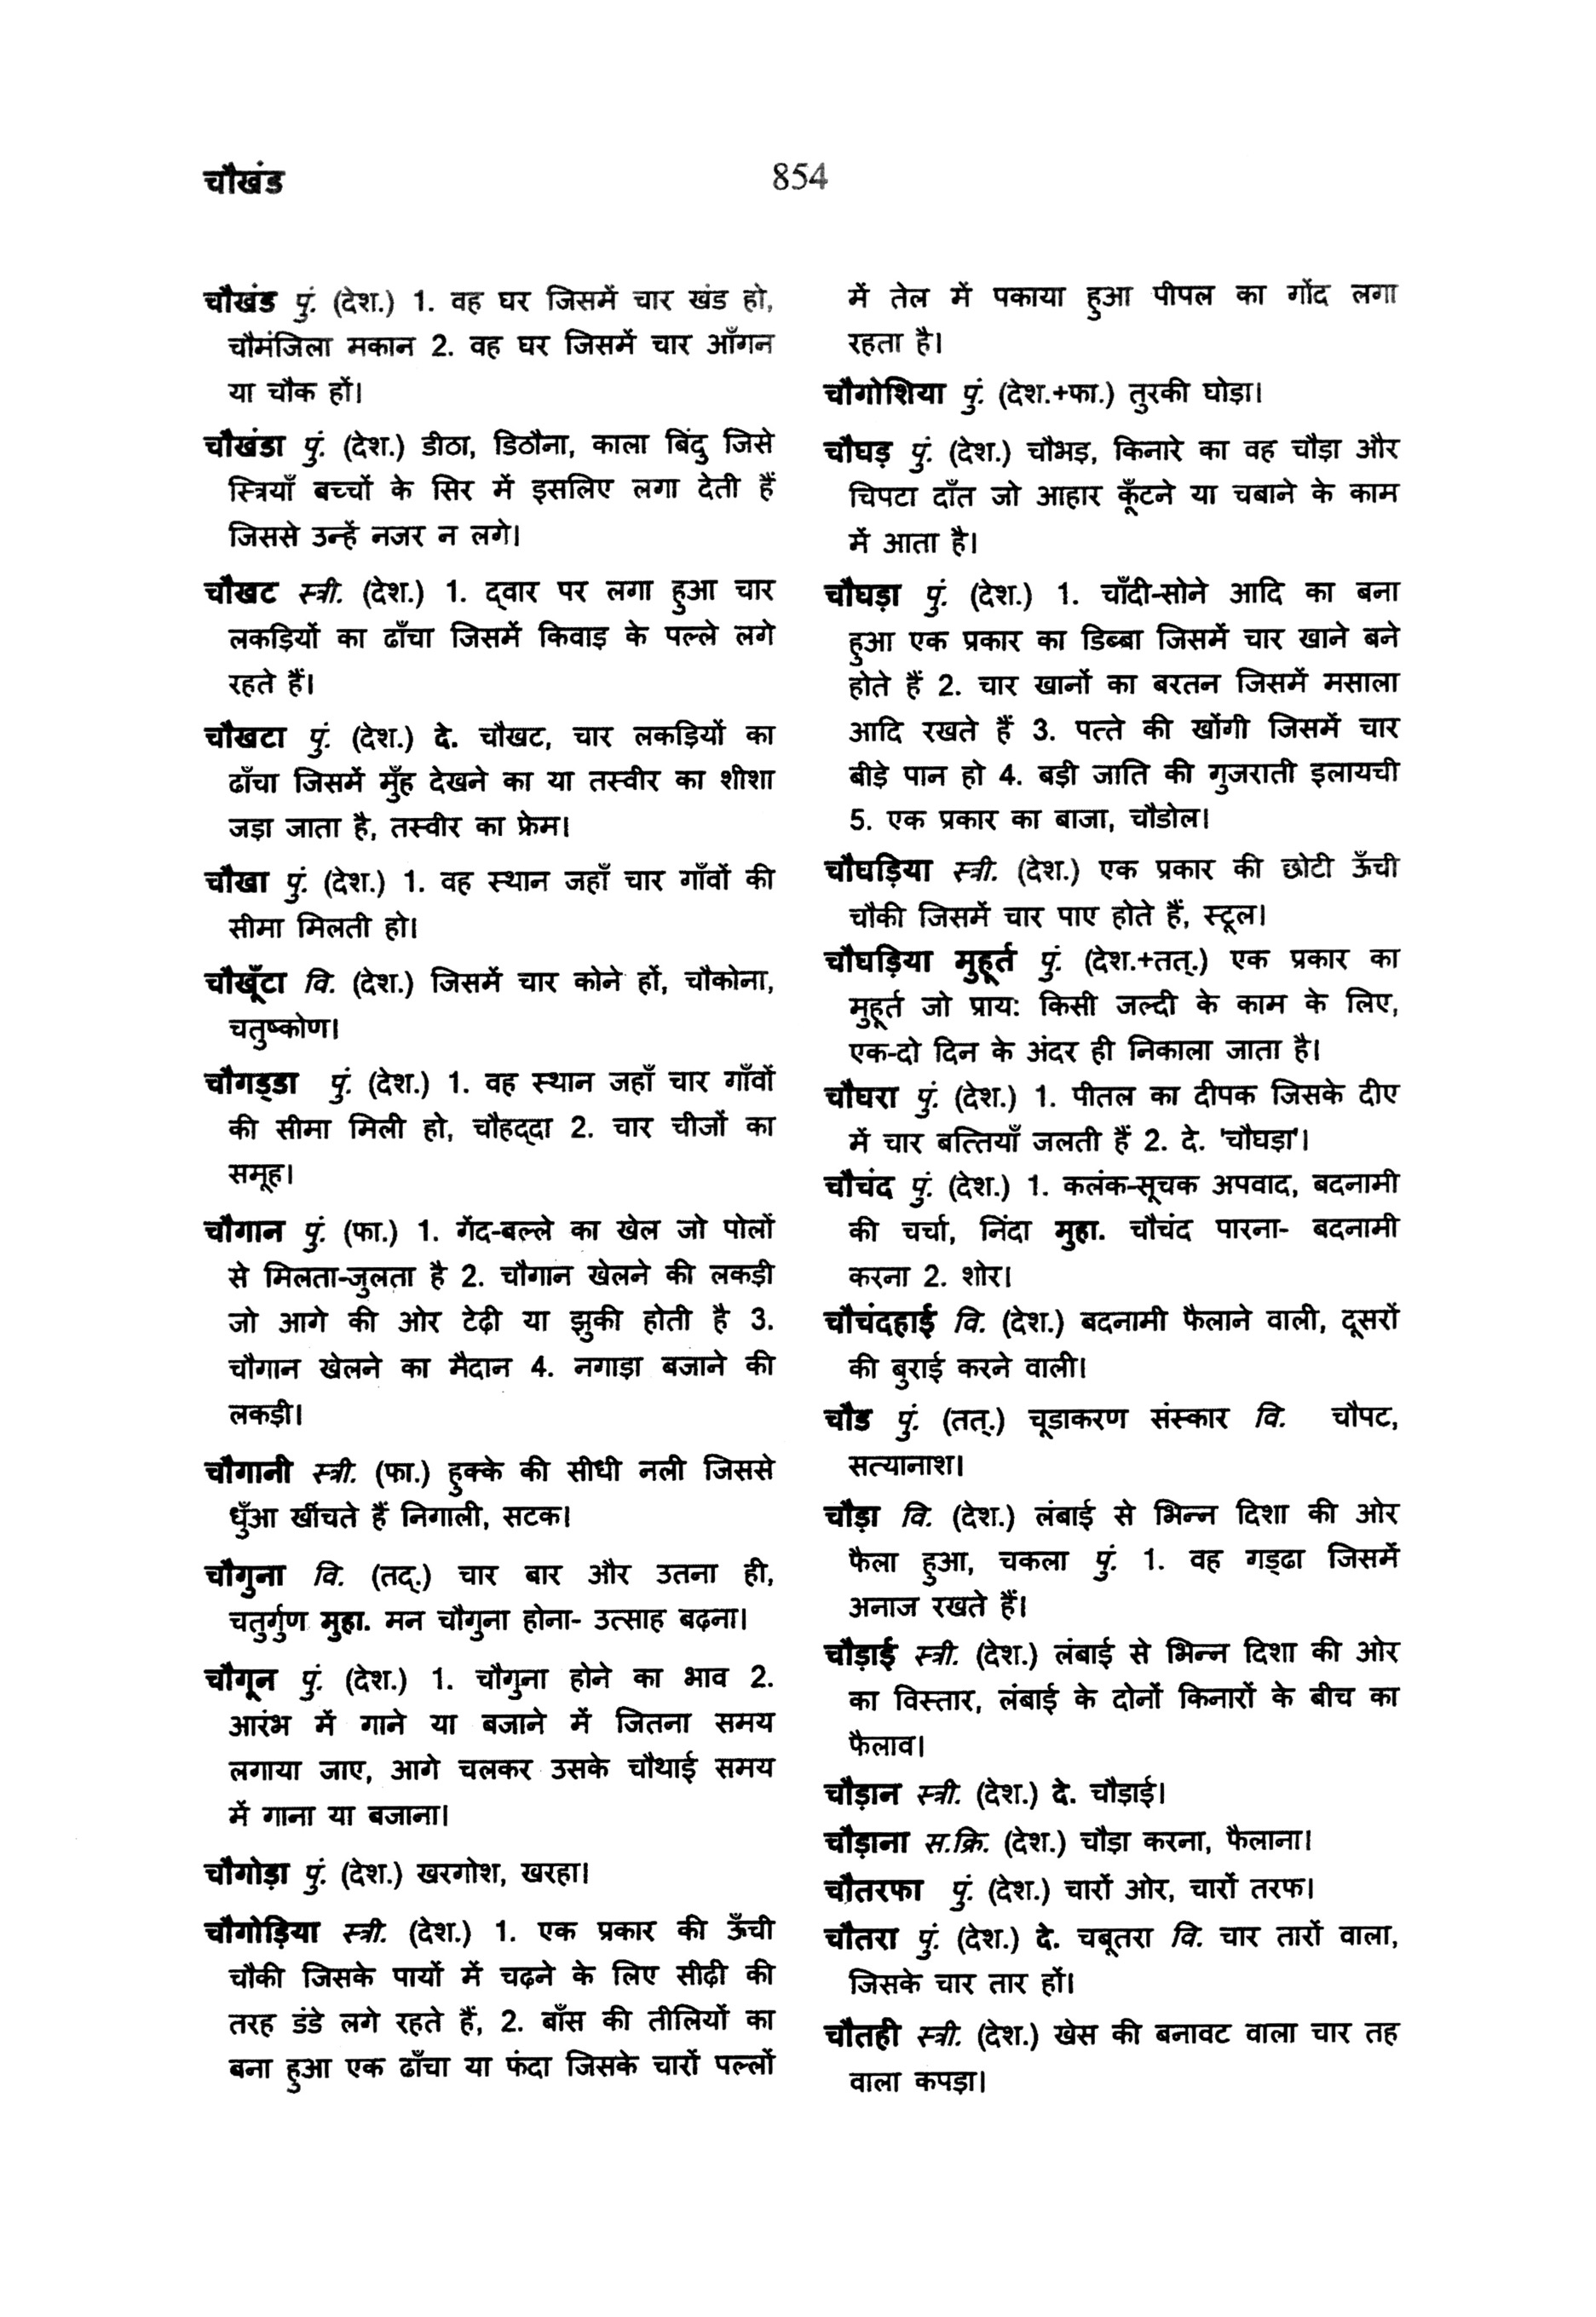 चौखंड
854
चौखंड पुं. (देश.) 1. वह घर जिसमें चार खंड हो,
चौमंजिला मकान 2. वह घर जिसमें चार आँगन
या चौक हों।
चौखंडा पुं. (देश.) डीठा, डिठौना, काला बिंदु जिसे
स्त्रियाँ बच्चों के सिर में इसलिए लगा देती हैं
जिससे उन्हें नजर न लगे।
चौखट स्त्री. (देश.) 1. द्वार पर लगा हुआ चार
लकड़ियों का ढाँचा जिसमें किवाड़ के पल्ले लगे
रहते हैं।
चौखटा पुं. (देश.) दे. चौखट, चार लकड़ियों का
ढाँचा जिसमें मुँह देखने का या तस्वीर का शीशा
जड़ा जाता है, तस्वीर का फ्रेम।
चौखा पुं. (देश.) 1. वह स्थान जहाँ चार गाँवों की
सीमा मिलती हो।
चौखूँटा वि. (देश.) जिसमें चार कोने हों, चौकोना,
चतुष्कोण।
चौगड्डा पुं. (देश.) 1. वह स्थान जहाँ चार गाँवों
की सीमा मिली हो, चौहद्दा 2. चार चीजों का
समूह।
चौगान पुं. (फा.) 1. गेंद-बल्ले का खेल जो पोलों
से मिलता-जुलता है 2. चौगान खेलने की लकड़ी
जो आगे की ओर टेढ़ी या झुकी होती है 3.
चौगान खेलने का मैदान 4. नगाड़ा बजाने की
लकड़ी।
चौगानी स्त्री. (फा.) हुक्के की सीधी नली जिससे
धुँआ खींचते हैं निगाली, सटक।
चौगुना वि. (तद्.) चार बार और उतना ही,
चतुर्गुण मुहा. मन चौगुना होना- उत्साह बढ़ना।
चौगून पुं. (देश.) 1. चौगुना होने का भाव 2.
आरंभ में गाने या बजाने में जितना समय
लगाया जाए, आगे चलकर उसके चौथाई समय
में गाना या बजाना।
चौगोड़ा पुं. (देश.) खरगोश, खरहा।
चौगोड़िया स्त्री. (देश.) 1. एक प्रकार की ऊँची
चौकी जिसके पायों में चढ़ने के लिए सीढ़ी की
तरह डंडे लगे रहते हैं, 2. बाँस की तीलियों का
बना हुआ एक ढाँचा या फंदा जिसके चारों पल्लों
में तेल में पकाया हुआ पीपल का गोंद लगा
रहता है।
चौगोशिया पुं. (देश.+फा.) तुरकी घोड़ा।
चौघड़ पुं. (देश.) चौभड़, किनारे का वह चौड़ा और
चिपटा दाँत जो आहार कूँटने या चबाने के काम
में आता है।
चौघड़ा पुं. (देश.) 1. चाँदी-सोने आदि का बना
हुआ एक प्रकार का डिब्बा जिसमें चार खाने बने
होते हैं 2. चार खानों का बरतन जिसमें मसाला
आदि रखते हैं 3. पत्ते की खोंगी जिसमें चार
बीड़े पान हो 4. बड़ी जाति की गुजराती इलायची
5. एक प्रकार का बाजा, चौडोल।
चौघड़िया स्त्री. (देश.) एक प्रकार की छोटी ऊँची
चौकी जिसमें चार पाए होते हैं, स्टूल।
चौघड़िया मुहूर्त पुं. (देश.+तत्.) एक प्रकार का
मुहूर्त जो प्राय: किसी जल्दी के काम के लिए,
एक-दो दिन के अंदर ही निकाला जाता है।
चौघरा पुं. (देश.) 1. पीतल का दीपक जिसके दीए
में चार बत्तियाँ जलती हैं 2. दे. 'चौघड़ा'।
चौचंद पुं. (देश.) 1. कलंक-सूचक अपवाद, बदनामी
की चर्चा, निंदा मुहा. चौचंद पारना- बदनामी
करना 2. शोर।
चौचंदहाई वि. (देश.) बदनामी फैलाने वाली, दूसरों
की बुराई करने वाली।
चौड पुं. (तत्.) चूडाकरण संस्कार वि. चौपट,
सत्यानाश।
चौड़ा वि. (देश.) लंबाई से भिन्न दिशा की ओर
फैला हुआ, चकला पुं. 1. वह गड्ढा जिसमें
अनाज रखते हैं।
चौड़ाई स्त्री. (देश.) लंबाई से भिन्न दिशा की ओर
का विस्तार, लंबाई के दोनों किनारों के बीच का
फैलाव।
चौड़ान स्त्री. (देश.) दे. चौड़ाई।
चौड़ाना स.क्रि. (देश.) चौड़ा करना, फैलाना।
चौतरफा पुं. (देश.) चारों ओर, चारों तरफ।
चौतरा पुं. (देश.) दे. चबूतरा वि. चार तारों वाला,
जिसके चार तार हों।
चौतही स्त्री. (देश.) खेस की बनावट वाला चार तह
वाला कपड़ा।